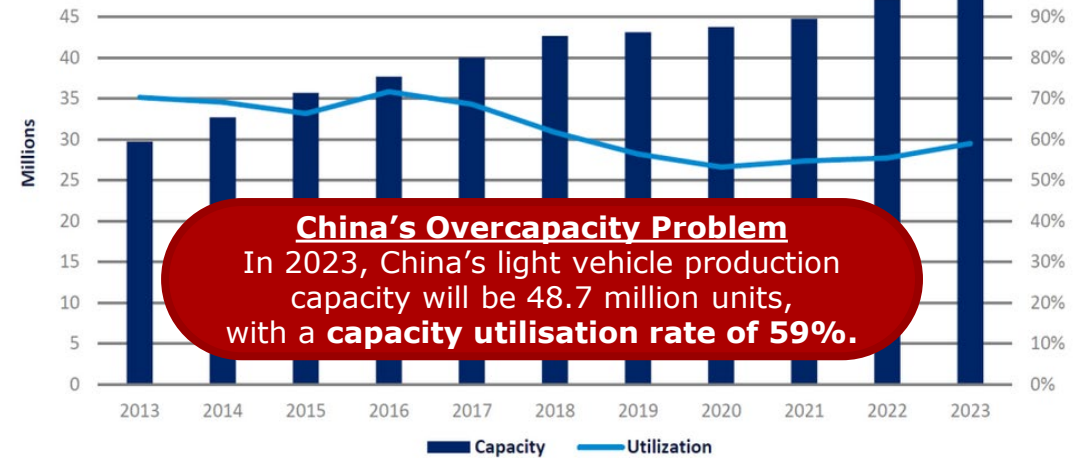 45 90%
40 80%
35 70%
30 60%
25 50%
20 40%
15 30%
10 20%
5 10%
0 0%
Millions
China’s Overcapacity Problem
In 2023, China’s light vehicle production
capacity will be 48.7 million units,
with a capacity utilisation rate of 59%.
2013 2014 2015 2016 2017 2018 2019 2020 2021 2022 2023
Capacity Utilization